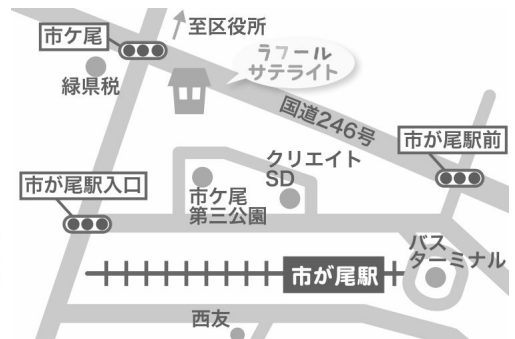 至区役所
市ケ尾
緑県税
ラフール
サテライト
国道246号
市が尾駅前
クリエイト
SD
市が尾駅入口
市ケ尾
第三公園
バス
ターミナル
市が尾駅
西友